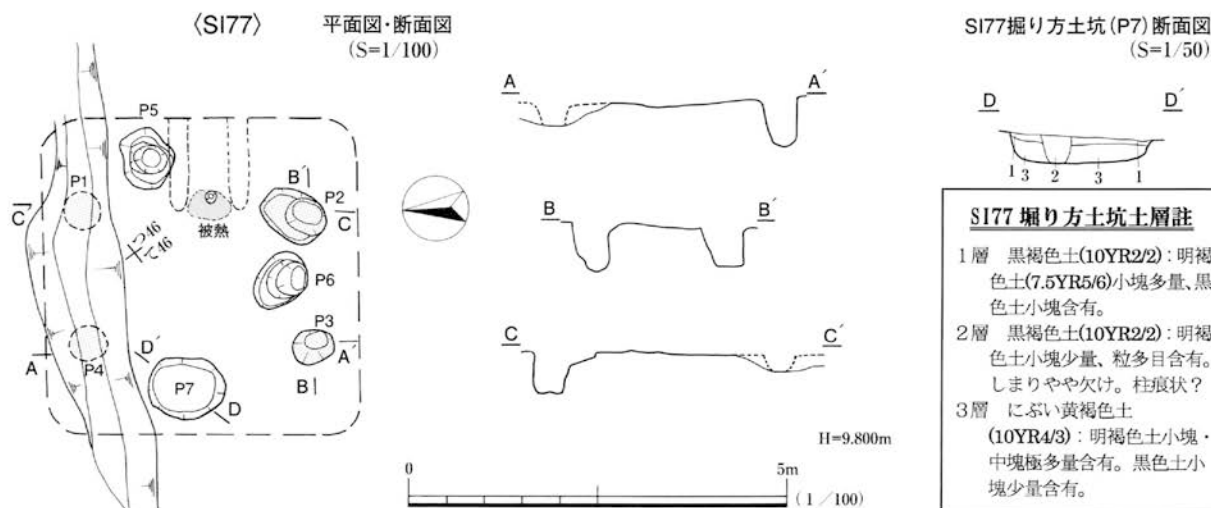 〈SI77〉
平面図・断面図
(S=1/100)
P5
P1
B´
P2
C´
C
被熱
つ46
て46
P6
P3
P4
D´
A
A´
P7
B
D
A
A´
B
B´
C
C´
H=9.800m
0
5m
(1／100)
SI77掘り方土坑(P7)断面図
(S=1/50)
D
D´
1 3 2 3 1
SI77 堀り方土坑土層註
1層 黒褐色土(10YR2/2)：明褐
色土(7.5YR5/6)小塊多量、黒
色土小塊含有。
2層 黒褐色土(10YR2/2)：明褐
色土小塊少量、粒多目含有。
しまりやや欠け。柱痕状？
3層 にぶい黄褐色土
(10YR4/3)：明褐色土小塊・
中塊極多量含有。黒色土小
塊少量含有。